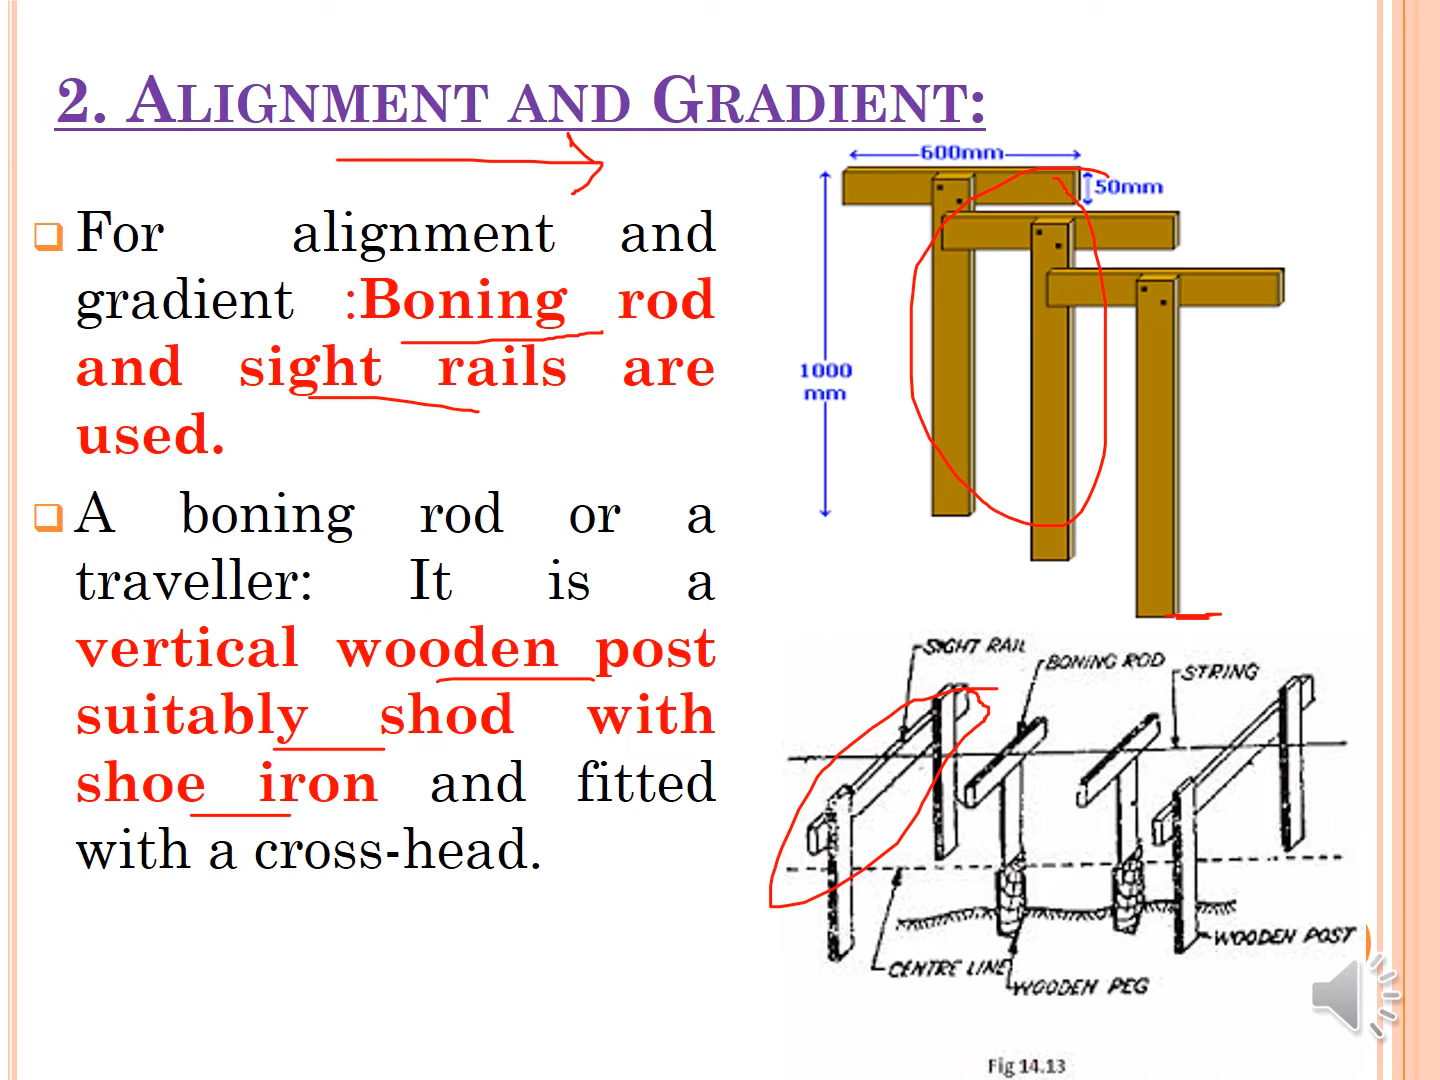 2. ALIGNMENT AND GRADIENT:
For alignment and
gradient :Boning rod
and sight rails are
used.
A boning rod or a
traveller: It is a
vertical wooden post
suitably shod with
shoe iron and fitted
with a cross-head.
600mm
50mm
1000
mm
SIGHT RAIL
BONING ROD
STRING
WOODEN POST
CENTRE LINE
WOODEN PEG
Fig 14.13